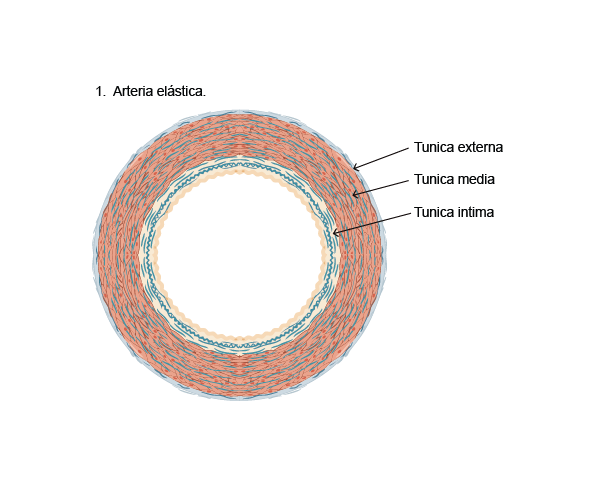 1. Arteria elástica.
Tunica externa
Tunica media
Tunica intima